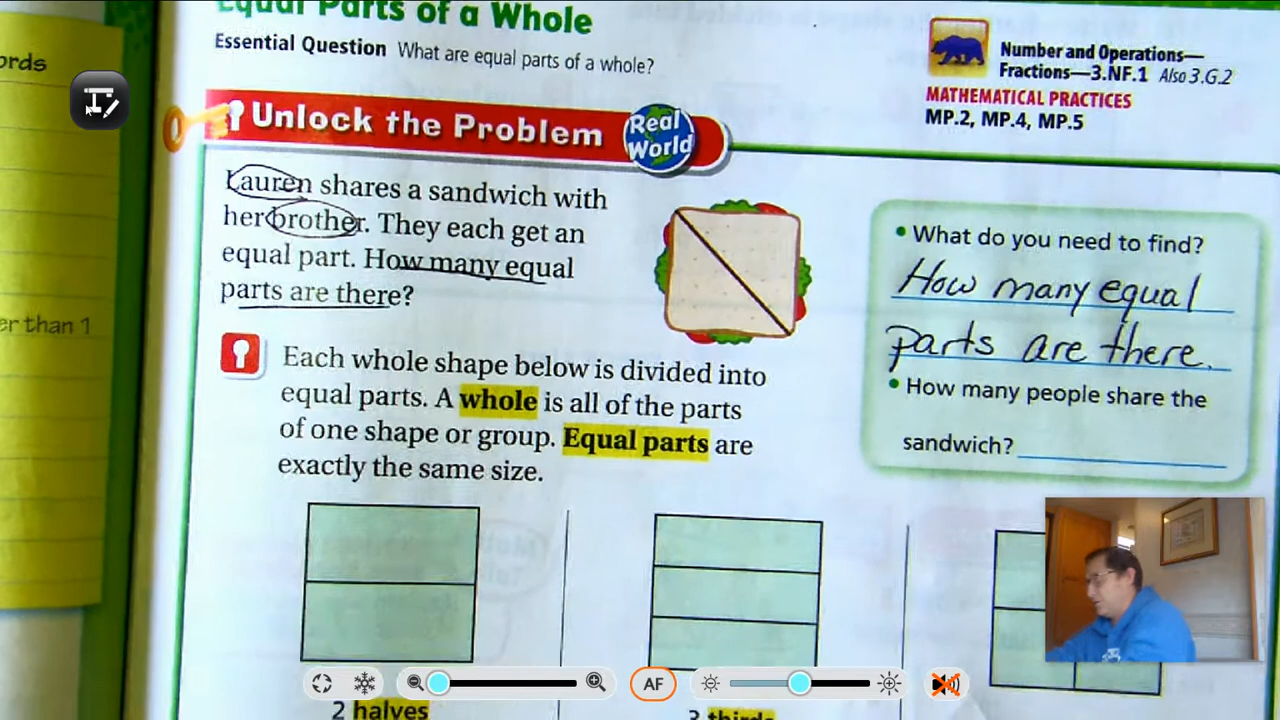 Equal Parts of a Whole
Essential Question What are equal parts of a whole?
Number and Operations—
Fractions—3.NF.1 Also 3.G.2
MATHEMATICAL PRACTICES
MP.2, MP.4, MP.5
ords
Unlock the Problem
Real
World
Lauren shares a sandwich with
her brother. They each get an
equal part. How many equal
parts are there?
• What do you need to find?
How many equal
parts are there.
• How many people share the
sandwich?
er than 1
Each whole shape below is divided into
equal parts. A whole is all of the parts
of one shape or group. Equal parts are
exactly the same size.
2 halves
3 thirds
AF